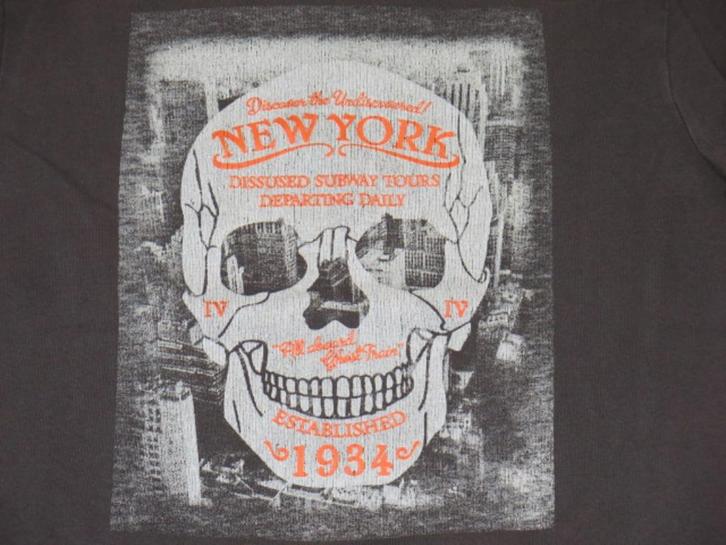 Discover the Undiscovered!
NEW YORK
DISSUSED SUBWAY TOURS
DEPARTING DAILY
IV IV
"All aboard
Ghost Train"
ESTABLISHED
1934